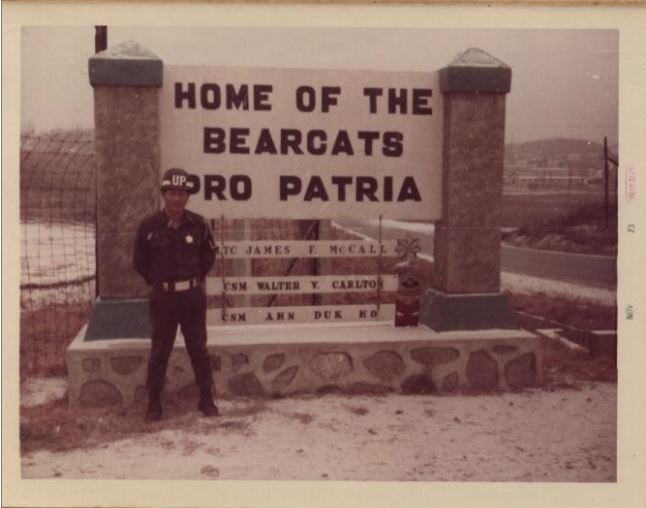 HOME OF THE
BEARCATS
PRO PATRIA
UP
LTC JAMES F. McCALL
CSM WALTER V. CARLTON
CSM AHN DUK HO
NOV 73